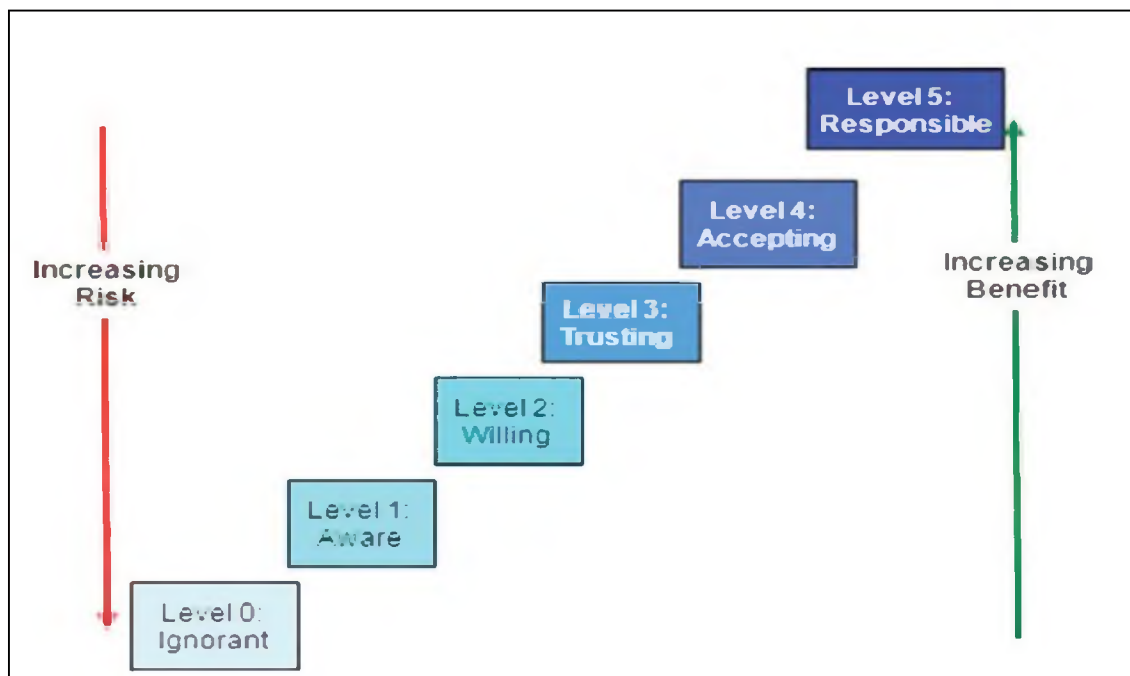 Level 5:
Responsible
Level 4:
Accepting
Increasing
Risk
Increasing
Benefit
Level 3:
Trusting
Level 2:
Willing
Level 1:
Aware
Level 0:
Ignorant